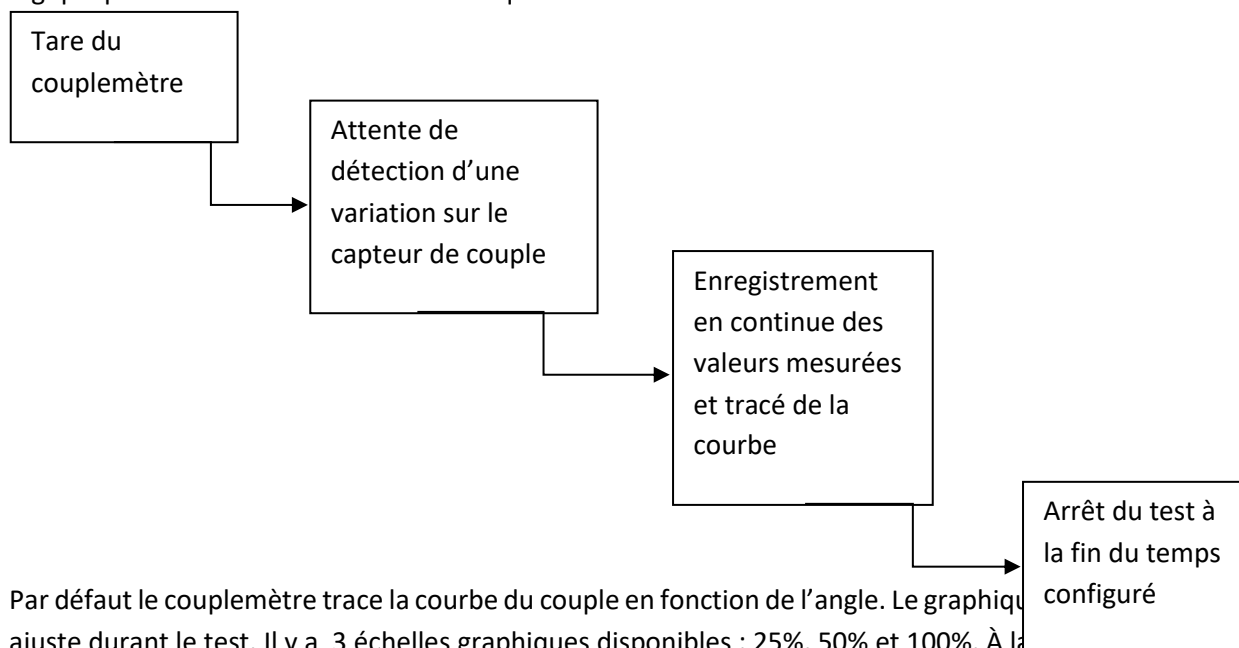 Tare du
couplemètre
Attente de
détection d’une
variation sur le
capteur de couple
Enregistrement
en continue des
valeurs mesurées
et tracé de la
courbe
Arrêt du test à
la fin du temps
configuré
Par défaut le couplemètre trace la courbe du couple en fonction de l’angle. Le
ajuste durant le test. Il y a 3 échelles graphiques disponibles : 25%, 50% et 100%. À